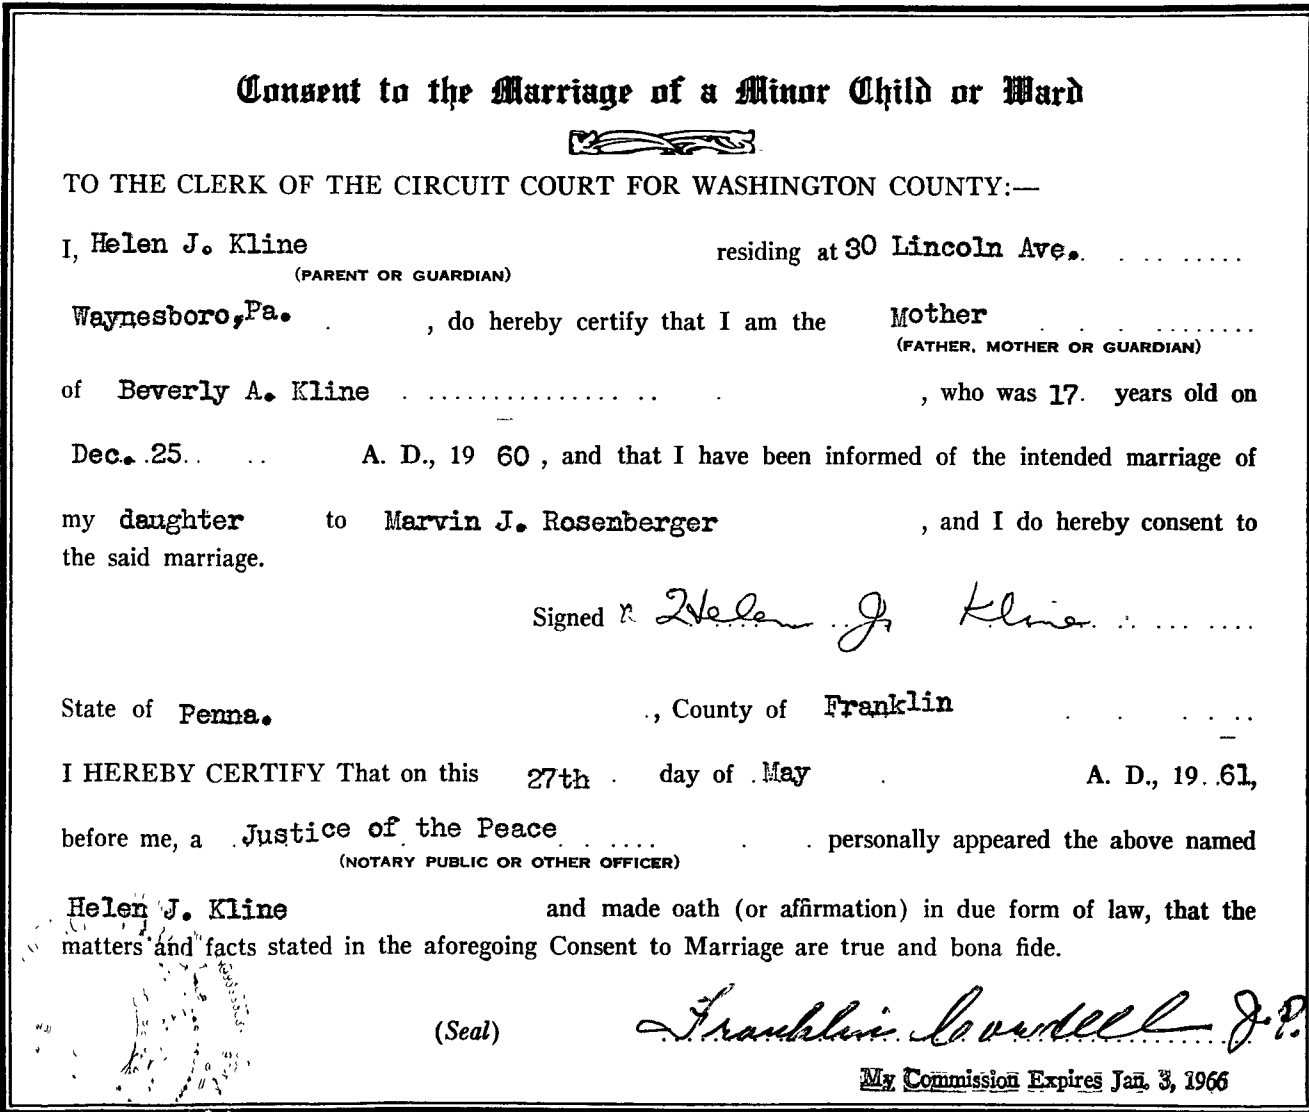 Consent to the Marriage of a Minor Child or Ward
TO THE CLERK OF THE CIRCUIT COURT FOR WASHINGTON COUNTY:—
I, Helen J. Kline residing at 30 Lincoln Ave.
(PARENT OR GUARDIAN)
Waynesboro, Pa. , do hereby certify that I am the Mother
(FATHER, MOTHER OR GUARDIAN)
of Beverly A. Kline , who was 17 years old on
Dec. 25 A. D., 19 60 , and that I have been informed of the intended marriage of
my daughter to Marvin J. Rosenberger , and I do hereby consent to
the said marriage.
Signed Helen J. Kline
State of Penna. , County of Franklin
I HEREBY CERTIFY That on this 27th day of May A. D., 19 61,
before me, a Justice of the Peace personally appeared the above named
(NOTARY PUBLIC OR OTHER OFFICER)
Helen J. Kline and made oath (or affirmation) in due form of law, that the
matters and facts stated in the aforegoing Consent to Marriage are true and bona fide.
(Seal) Franklin J.P.
My Commission Expires Jan. 3, 1966